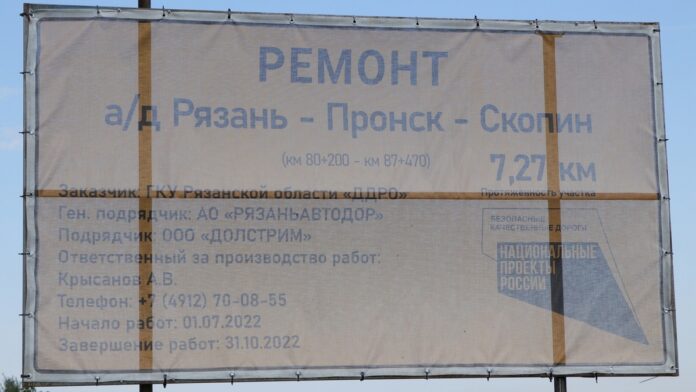 РЕМОНТ
а/д Рязань - Пронск - Скопин
(км 80+200 - км 87+470)
7,27 км
Протяженность участка
Заказчик: ГКУ Рязанской области «ДДРО»
Ген. подрядчик: АО «РЯЗАНЬАВТОДОР»
Подрядчик: ООО «ДОЛСТРИМ»
Ответственный за производство работ:
Крысанов А.В.
Телефон: +7 (4912) 70-08-55
Начало работ: 01.07.2022
Завершение работ: 31.10.2022
БЕЗОПАСНЫЕ
КАЧЕСТВЕННЫЕ ДОРОГИ
НАЦИОНАЛЬНЫЕ
ПРОЕКТЫ
РОССИИ